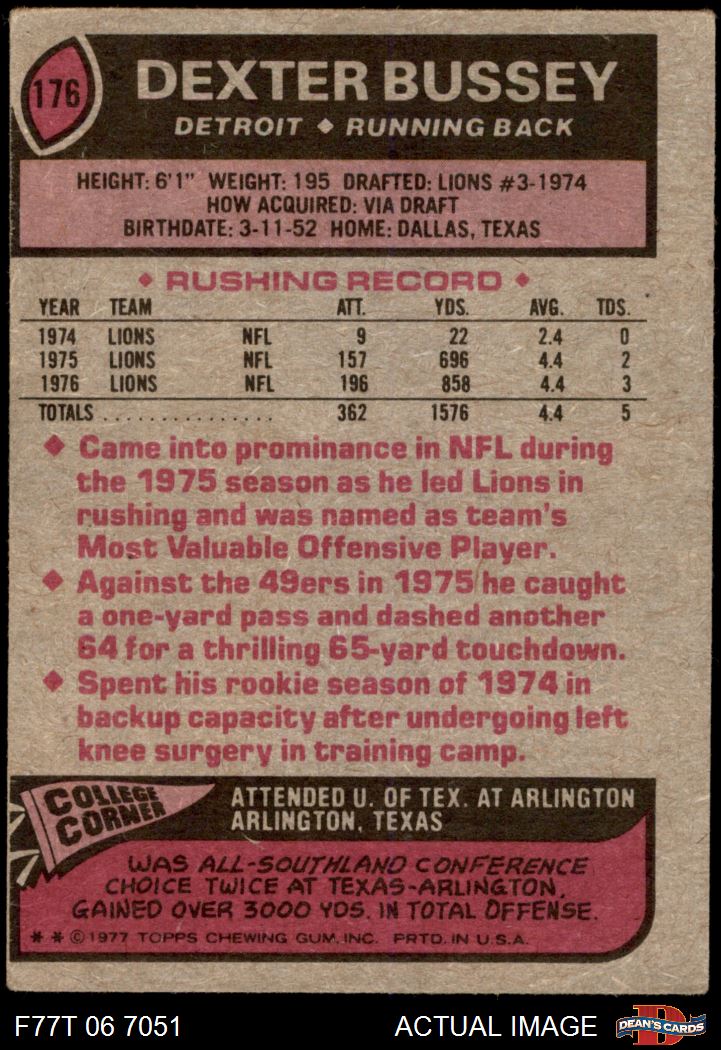 176
DEXTER BUSSEY
DETROIT ◆ RUNNING BACK
HEIGHT: 6'1" WEIGHT: 195 DRAFTED: LIONS #3-1974
HOW ACQUIRED: VIA DRAFT
BIRTHDATE: 3-11-52 HOME: DALLAS, TEXAS
◆ RUSHING RECORD ◆
YEAR TEAM ATT. YDS. AVG. TDS.
1974 LIONS NFL 9 22 2.4 0
1975 LIONS NFL 157 696 4.4 2
1976 LIONS NFL 196 858 4.4 3
TOTALS ................ 362 1576 4.4 5
◆ Came into prominance in NFL during
the 1975 season as he led Lions in
rushing and was named as team's
Most Valuable Offensive Player.
◆ Against the 49ers in 1975 he caught
a one-yard pass and dashed another
64 for a thrilling 65-yard touchdown.
◆ Spent his rookie season of 1974 in
backup capacity after undergoing left
knee surgery in training camp.
COLLEGE
CORNER
ATTENDED U. OF TEX. AT ARLINGTON
ARLINGTON, TEXAS
WAS ALL-SOUTHLAND CONFERENCE
CHOICE TWICE AT TEXAS-ARLINGTON.
GAINED OVER 3000 YDS. IN TOTAL OFFENSE.
** © 1977 TOPPS CHEWING GUM, INC. PRTD. IN U.S.A.
F77T 06 7051
ACTUAL IMAGE
D
DEAN'S CARDS